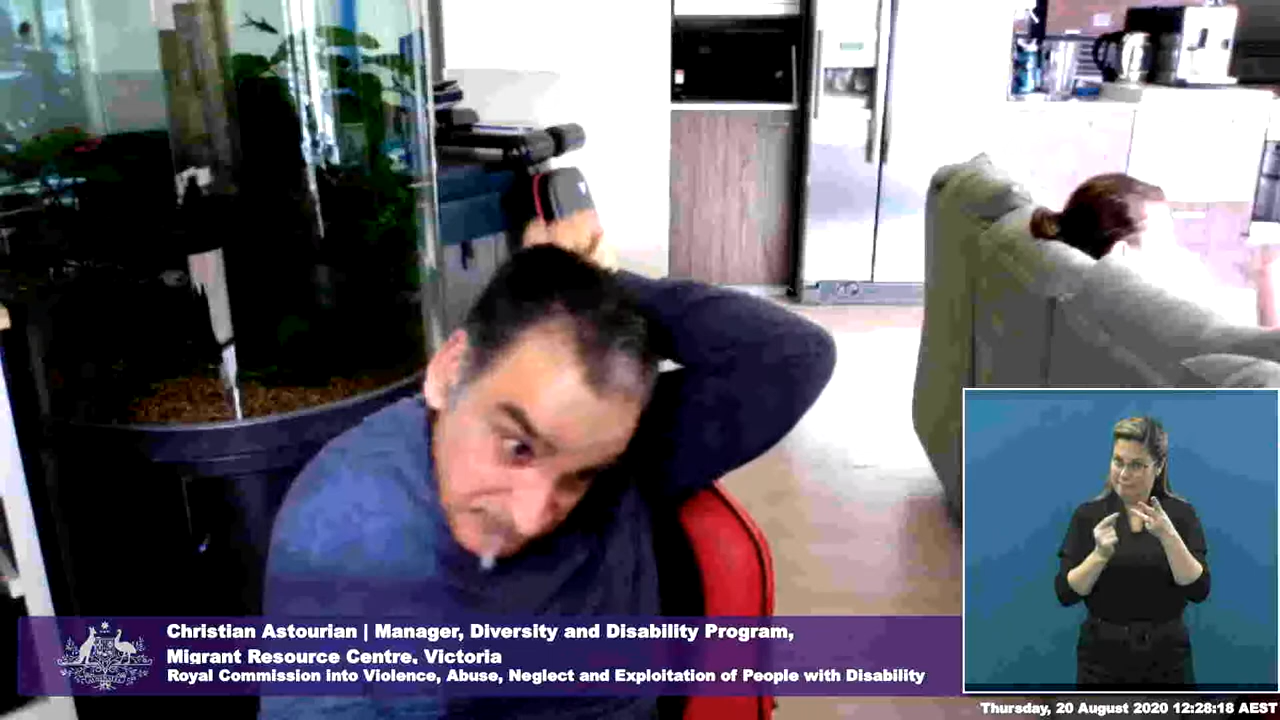 Christian Astourian | Manager, Diversity and Disability Program,
Migrant Resource Centre, Victoria
Royal Commission into Violence, Abuse, Neglect and Exploitation of People with Disability
Thursday, 20 August 2020 12:28:18 AEST